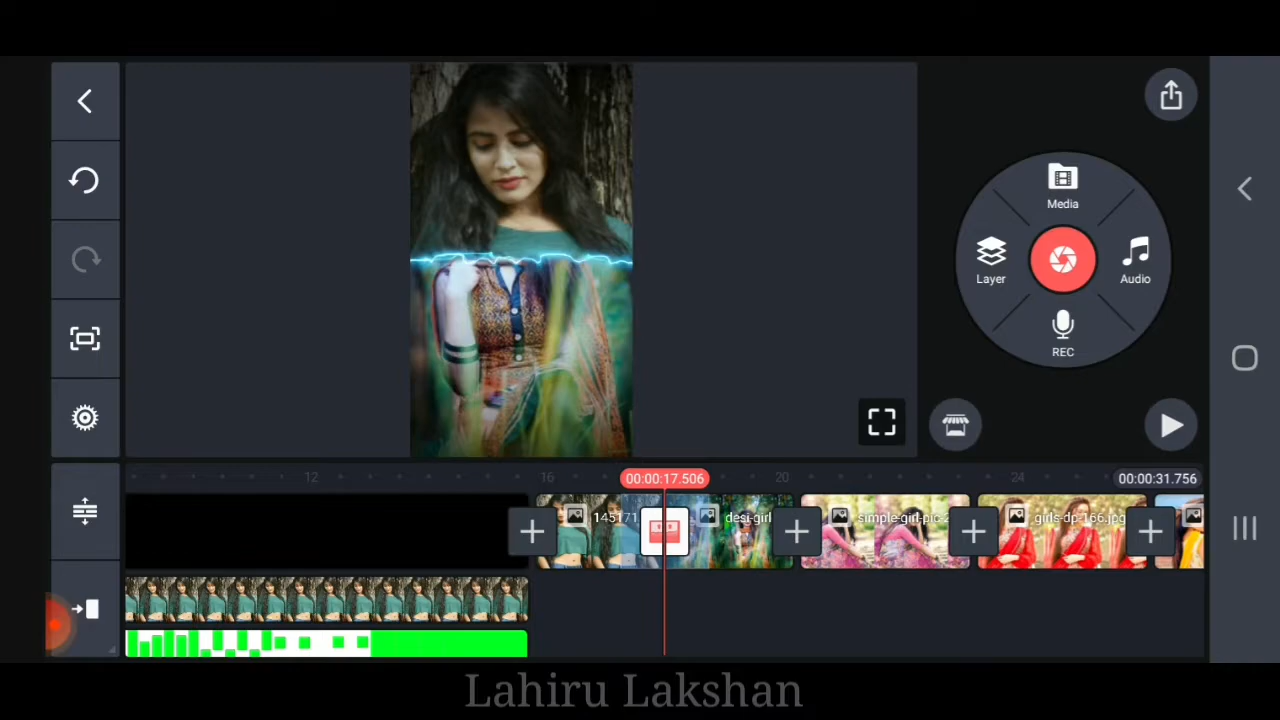 Media
Layer
Audio
REC
12
16
00:00:17.506
20
24
00:00:31.756
145171
desi-girl
simple-girl-pic-2
girls-dp-166.jpg
Lahiru Lakshan